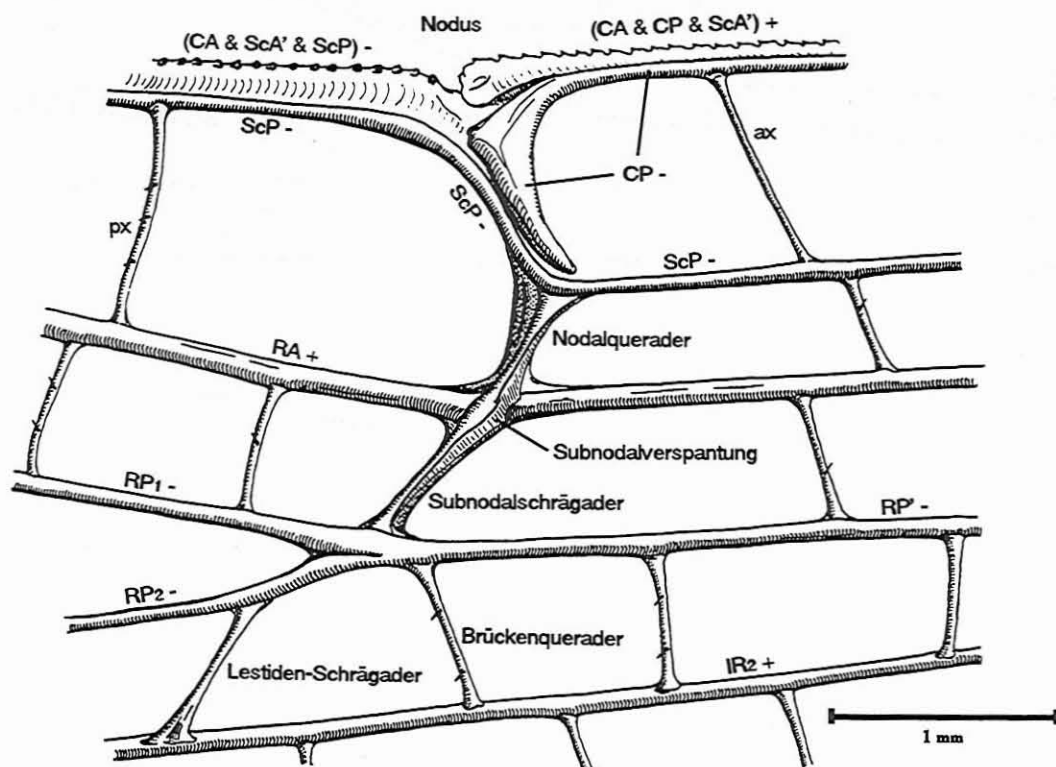 Nodus
(CA & ScA' & ScP) -
(CA & CP & ScA') +
ScP -
ax
ScP -
CP -
px
ScP -
RA +
Nodalquerader
Subnodalverspantung
RP1 -
Subnodalschrägader
RP' -
RP2 -
Brückenquerader
Lestiden-Schrägader
IR2 +
1 mm